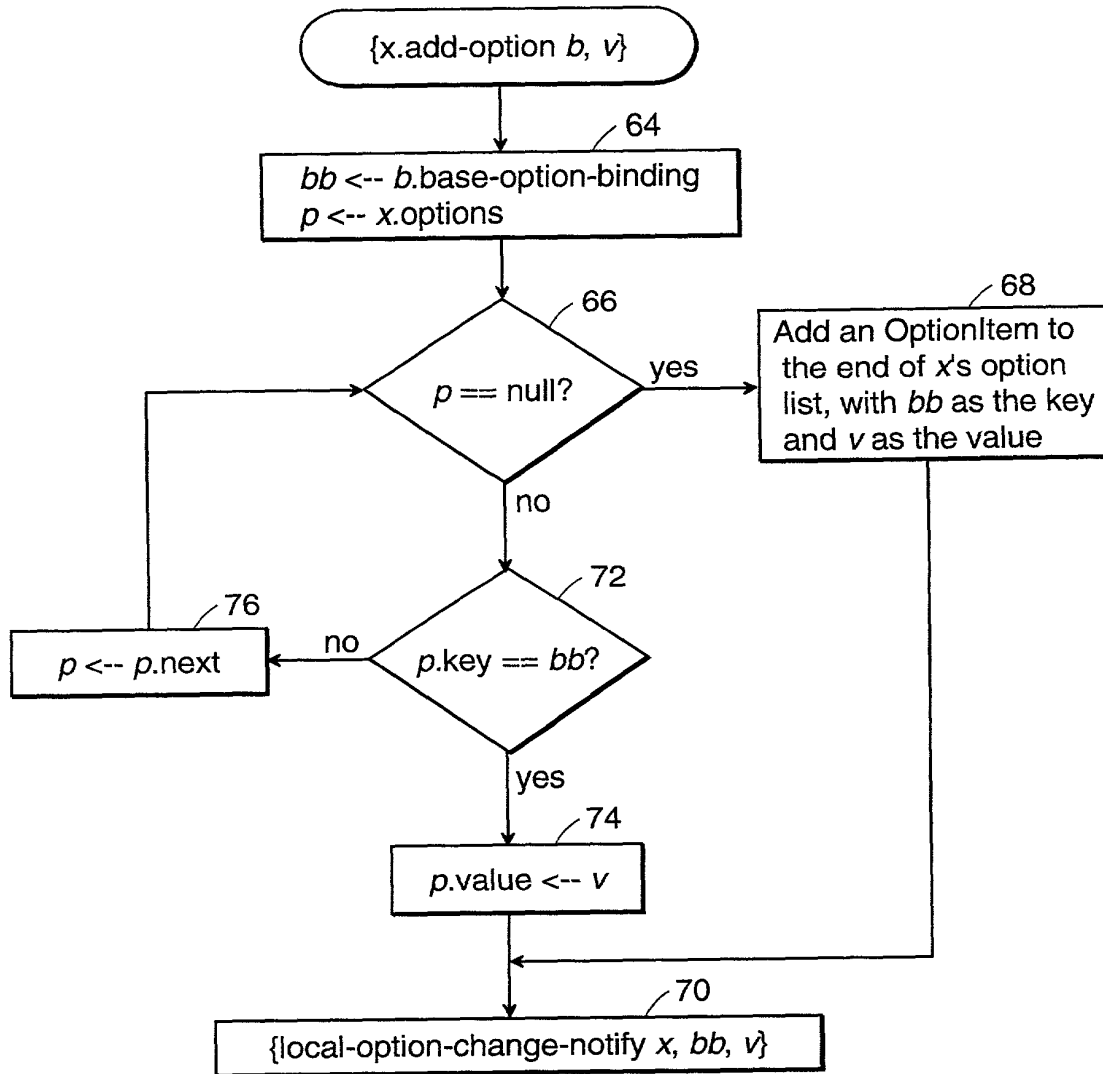 {x.add-option b, v}
64
bb <-- b.base-option-binding
p <-- x.options
66
p == null?
yes
68
Add an OptionItem to
the end of x's option
list, with bb as the key
and v as the value
no
72
p.key == bb?
no
76
p <-- p.next
yes
74
p.value <-- v
70
{local-option-change-notify x, bb, v}